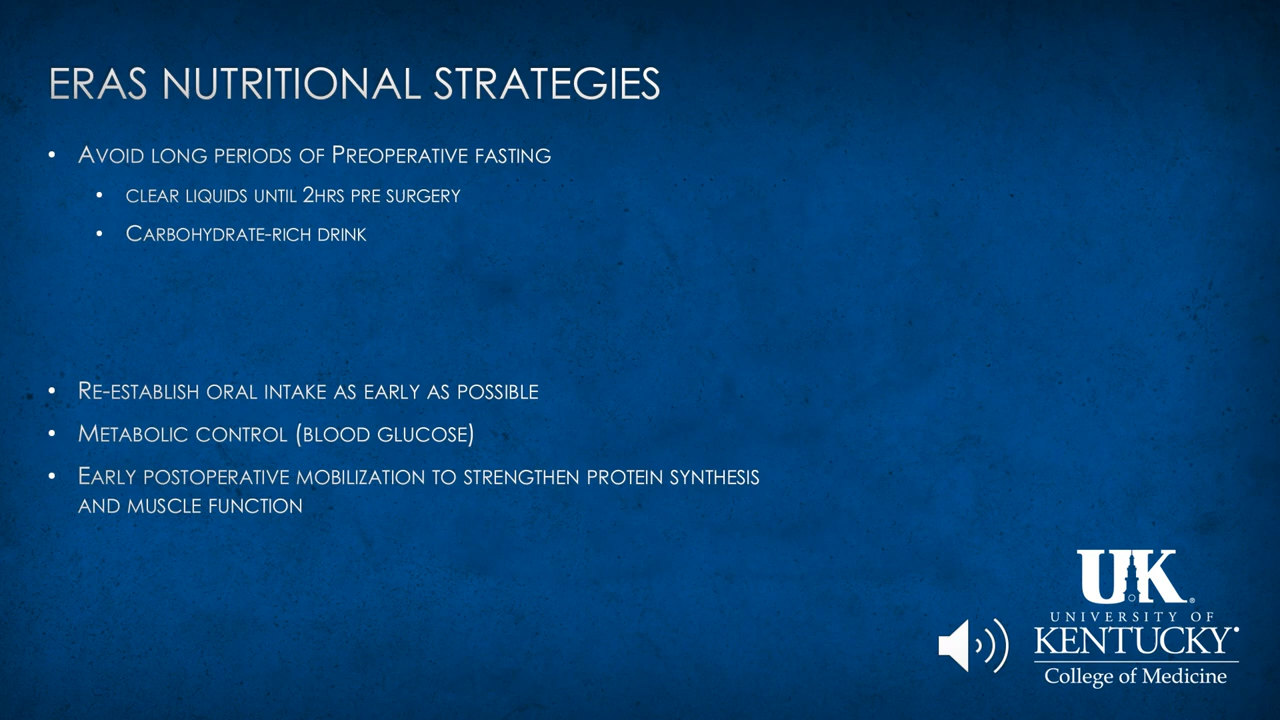 ERAS NUTRITIONAL STRATEGIES
• AVOID LONG PERIODS OF PREOPERATIVE FASTING
• CLEAR LIQUIDS UNTIL 2HRS PRE SURGERY
• CARBOHYDRATE-RICH DRINK
• RE-ESTABLISH ORAL INTAKE AS EARLY AS POSSIBLE
• METABOLIC CONTROL (BLOOD GLUCOSE)
• EARLY POSTOPERATIVE MOBILIZATION TO STRENGTHEN PROTEIN SYNTHESIS
AND MUSCLE FUNCTION
UK®
UNIVERSITY OF
KENTUCKY
College of Medicine